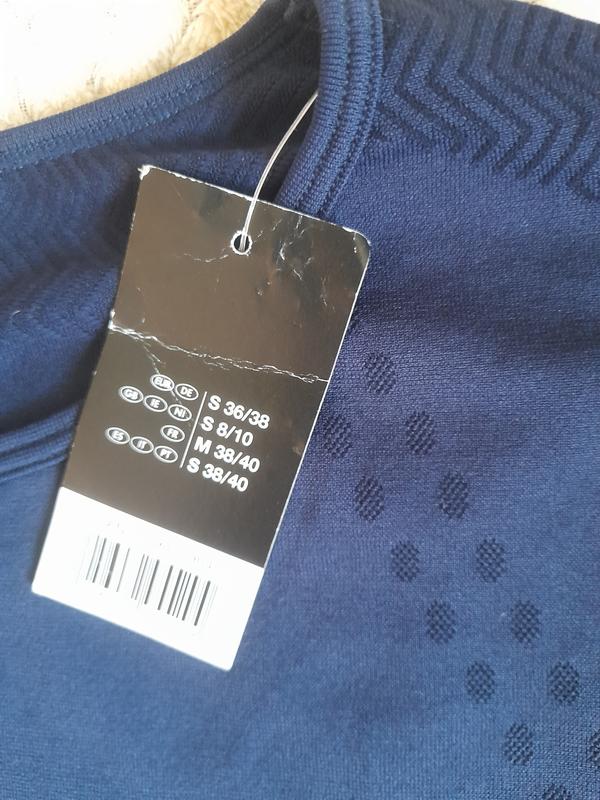 EUR DE S 36/38
GB IE NI S 8/10
FR M 38/40
ES IT PT S 38/40